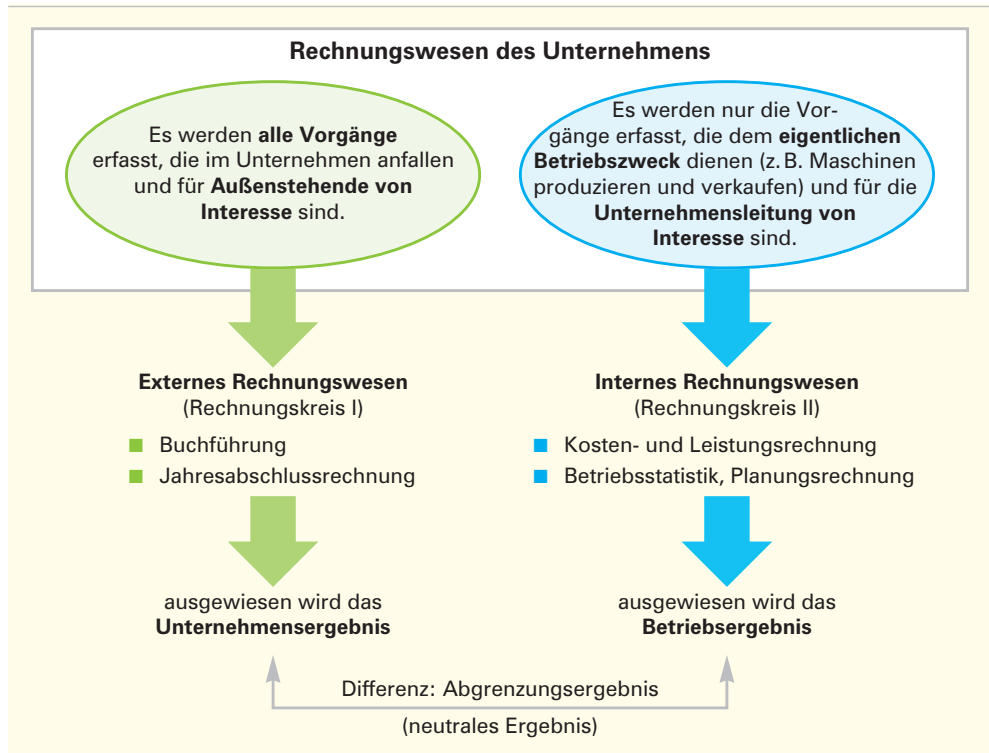 Rechnungswesen des Unternehmens
Es werden alle Vorgänge
erfasst, die im Unternehmen anfallen
und für Außenstehende von
Interesse sind.
Es werden nur die Vor-
gänge erfasst, die dem eigentlichen
Betriebszweck dienen (z. B. Maschinen
produzieren und verkaufen) und für die
Unternehmensleitung von
Interesse sind.
Externes Rechnungswesen
(Rechnungskreis I)
■ Buchführung
■ Jahresabschlussrechnung
Internes Rechnungswesen
(Rechnungskreis II)
■ Kosten- und Leistungsrechnung
■ Betriebsstatistik, Planungsrechnung
ausgewiesen wird das
Unternehmensergebnis
ausgewiesen wird das
Betriebsergebnis
Differenz: Abgrenzungsergebnis
(neutrales Ergebnis)